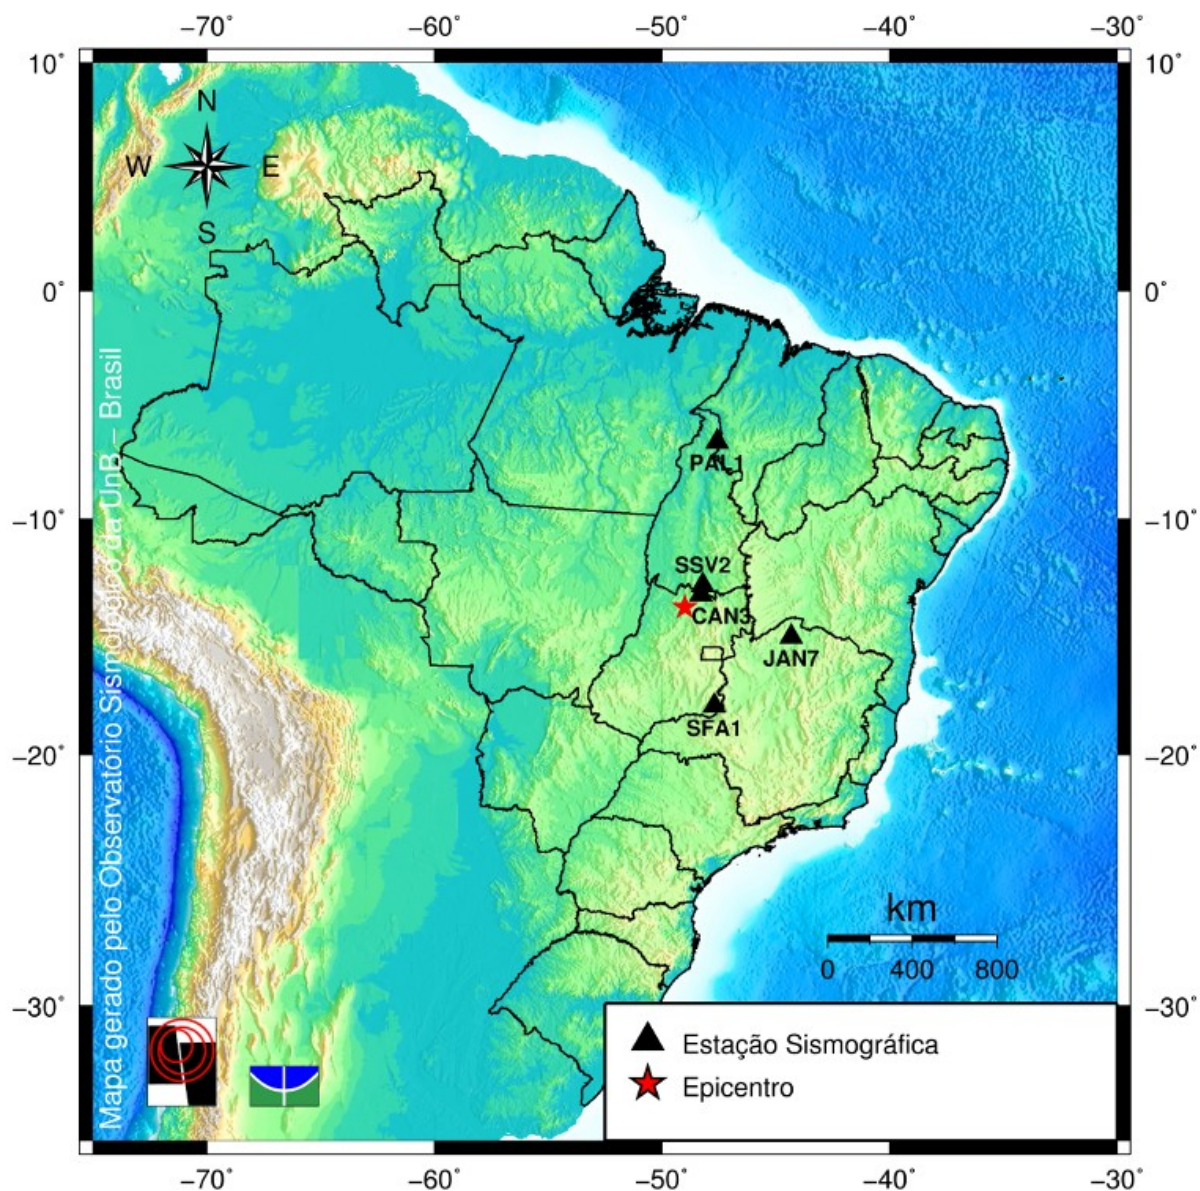 −70˚ −60˚ −50˚ −40˚ −30˚
10˚ 10˚
N
W E
S
0˚ 0˚
Mapa gerado pelo Observatório Sismológico da UnB – Brasil
PAL1
−10˚ −10˚
SSV2
CAN3
JAN7
SFA1
−20˚ −20˚
km
0 400 800
−30˚ −30˚
Estação Sismográfica
Epicentro
−70˚ −60˚ −50˚ −40˚ −30˚